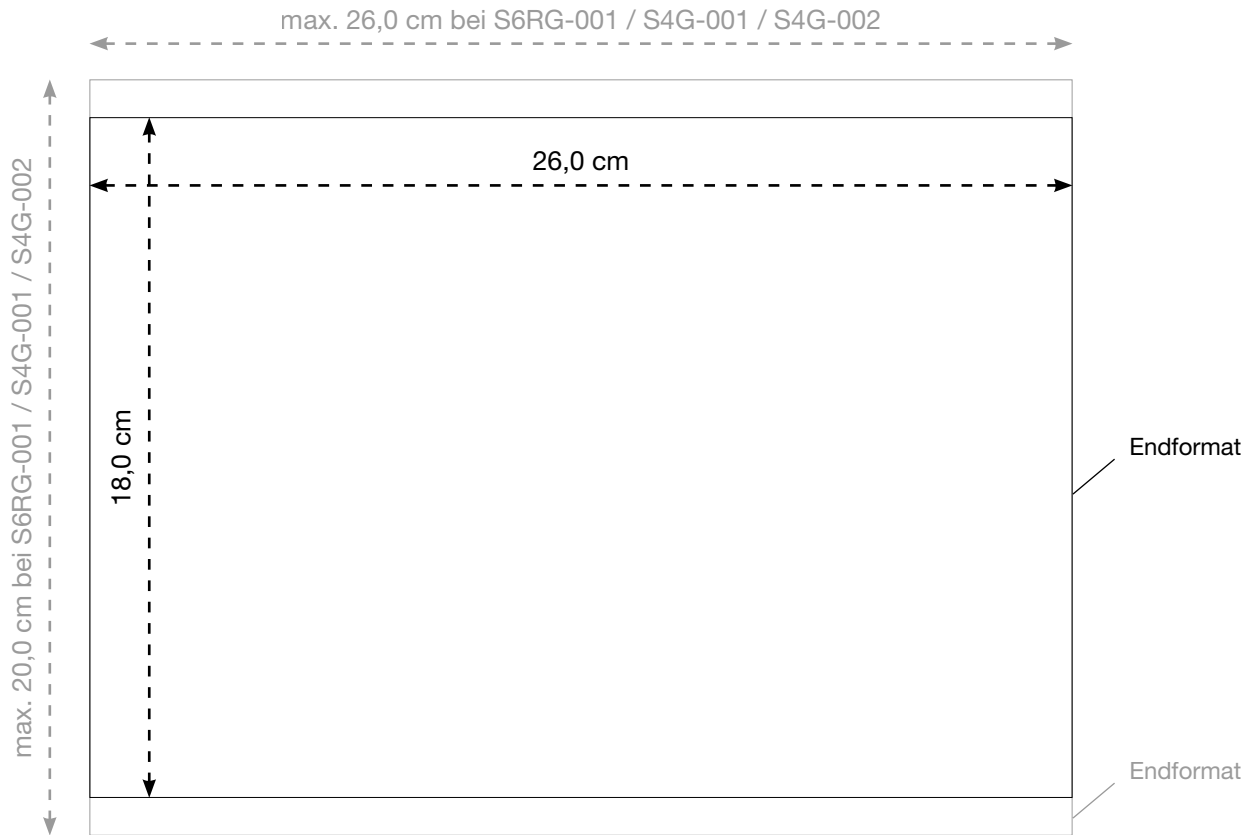 max. 26,0 cm bei S6RG-001 / S4G-001 / S4G-002
max. 20,0 cm bei S6RG-001 / S4G-001 / S4G-002
26,0 cm
18,0 cm
Endformat
Endformat